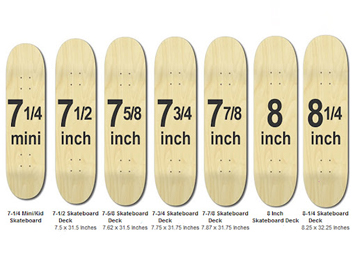 7 1/4
mini
7 1/2
inch
7 5/8
inch
7 3/4
inch
7 7/8
inch
8
inch
8 1/4
inch
7-1/4 Mini/Kid
Skateboard
7-1/2 Skateboard
Deck
7.5 x 31.5 Inches
7-5/8 Skateboard
Deck
7.62 x 31.5 Inches
7-3/4 Skateboard
Deck
7.75 x 31.75 Inches
7-7/8 Skateboard
Deck
7.87 x 31.75 Inches
8 Inch
Skateboard Deck
8-1/4 Skateboard
Deck
8.25 x 32.25 Inches